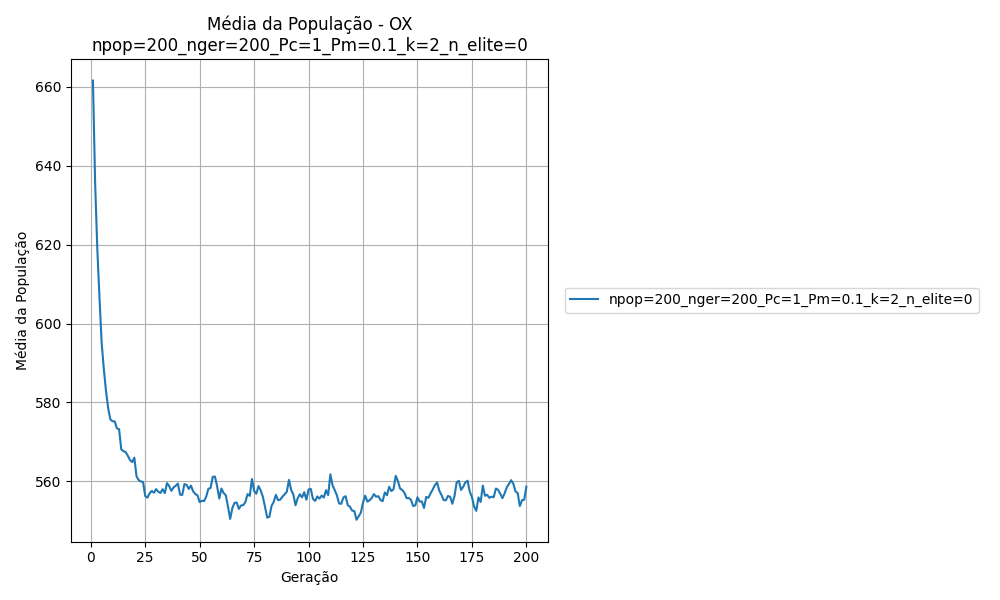 Média da População - OX
npop=200_nger=200_Pc=1_Pm=0.1_k=2_n_elite=0
660
640
620
600
580
560
Média da População
0 25 50 75 100 125 150 175 200
Geração
npop=200_nger=200_Pc=1_Pm=0.1_k=2_n_elite=0